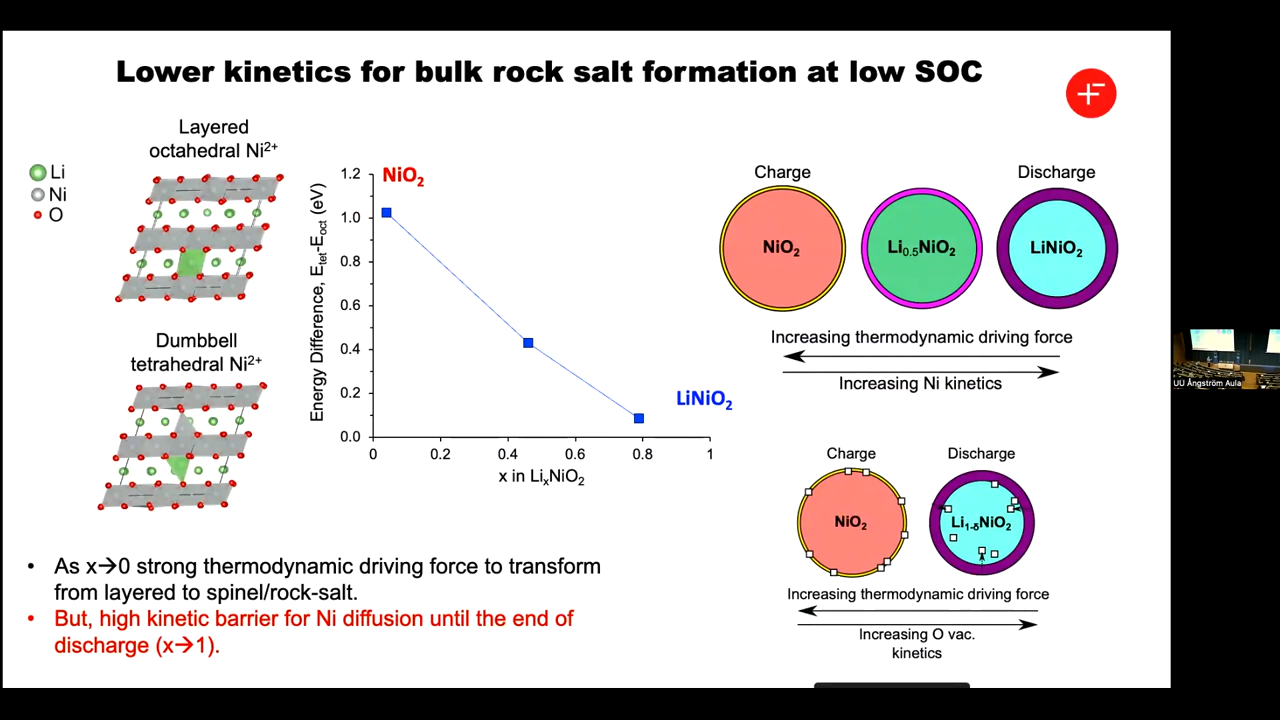 Lower kinetics for bulk rock salt formation at low SOC
Layered
octahedral Ni²⁺
Li
Ni
O
Dumbbell
tetrahedral Ni²⁺
Energy Difference, Eₜₑₜ-Eₒcₜ (eV)
1.2
1.0
0.8
0.6
0.4
0.2
0.0
0
0.2
0.4
0.6
0.8
1
x in LiₓNiO₂
NiO₂
LiNiO₂
Charge
Discharge
NiO₂
Li₀.₅NiO₂
LiNiO₂
Increasing thermodynamic driving force
Increasing Ni kinetics
Charge
Discharge
NiO₂
Li₁₋δNiO₂
Increasing thermodynamic driving force
Increasing O vac.
kinetics
• As x→0 strong thermodynamic driving force to transform
from layered to spinel/rock-salt.
• But, high kinetic barrier for Ni diffusion until the end of
discharge (x→1).
UU Ångström Aula